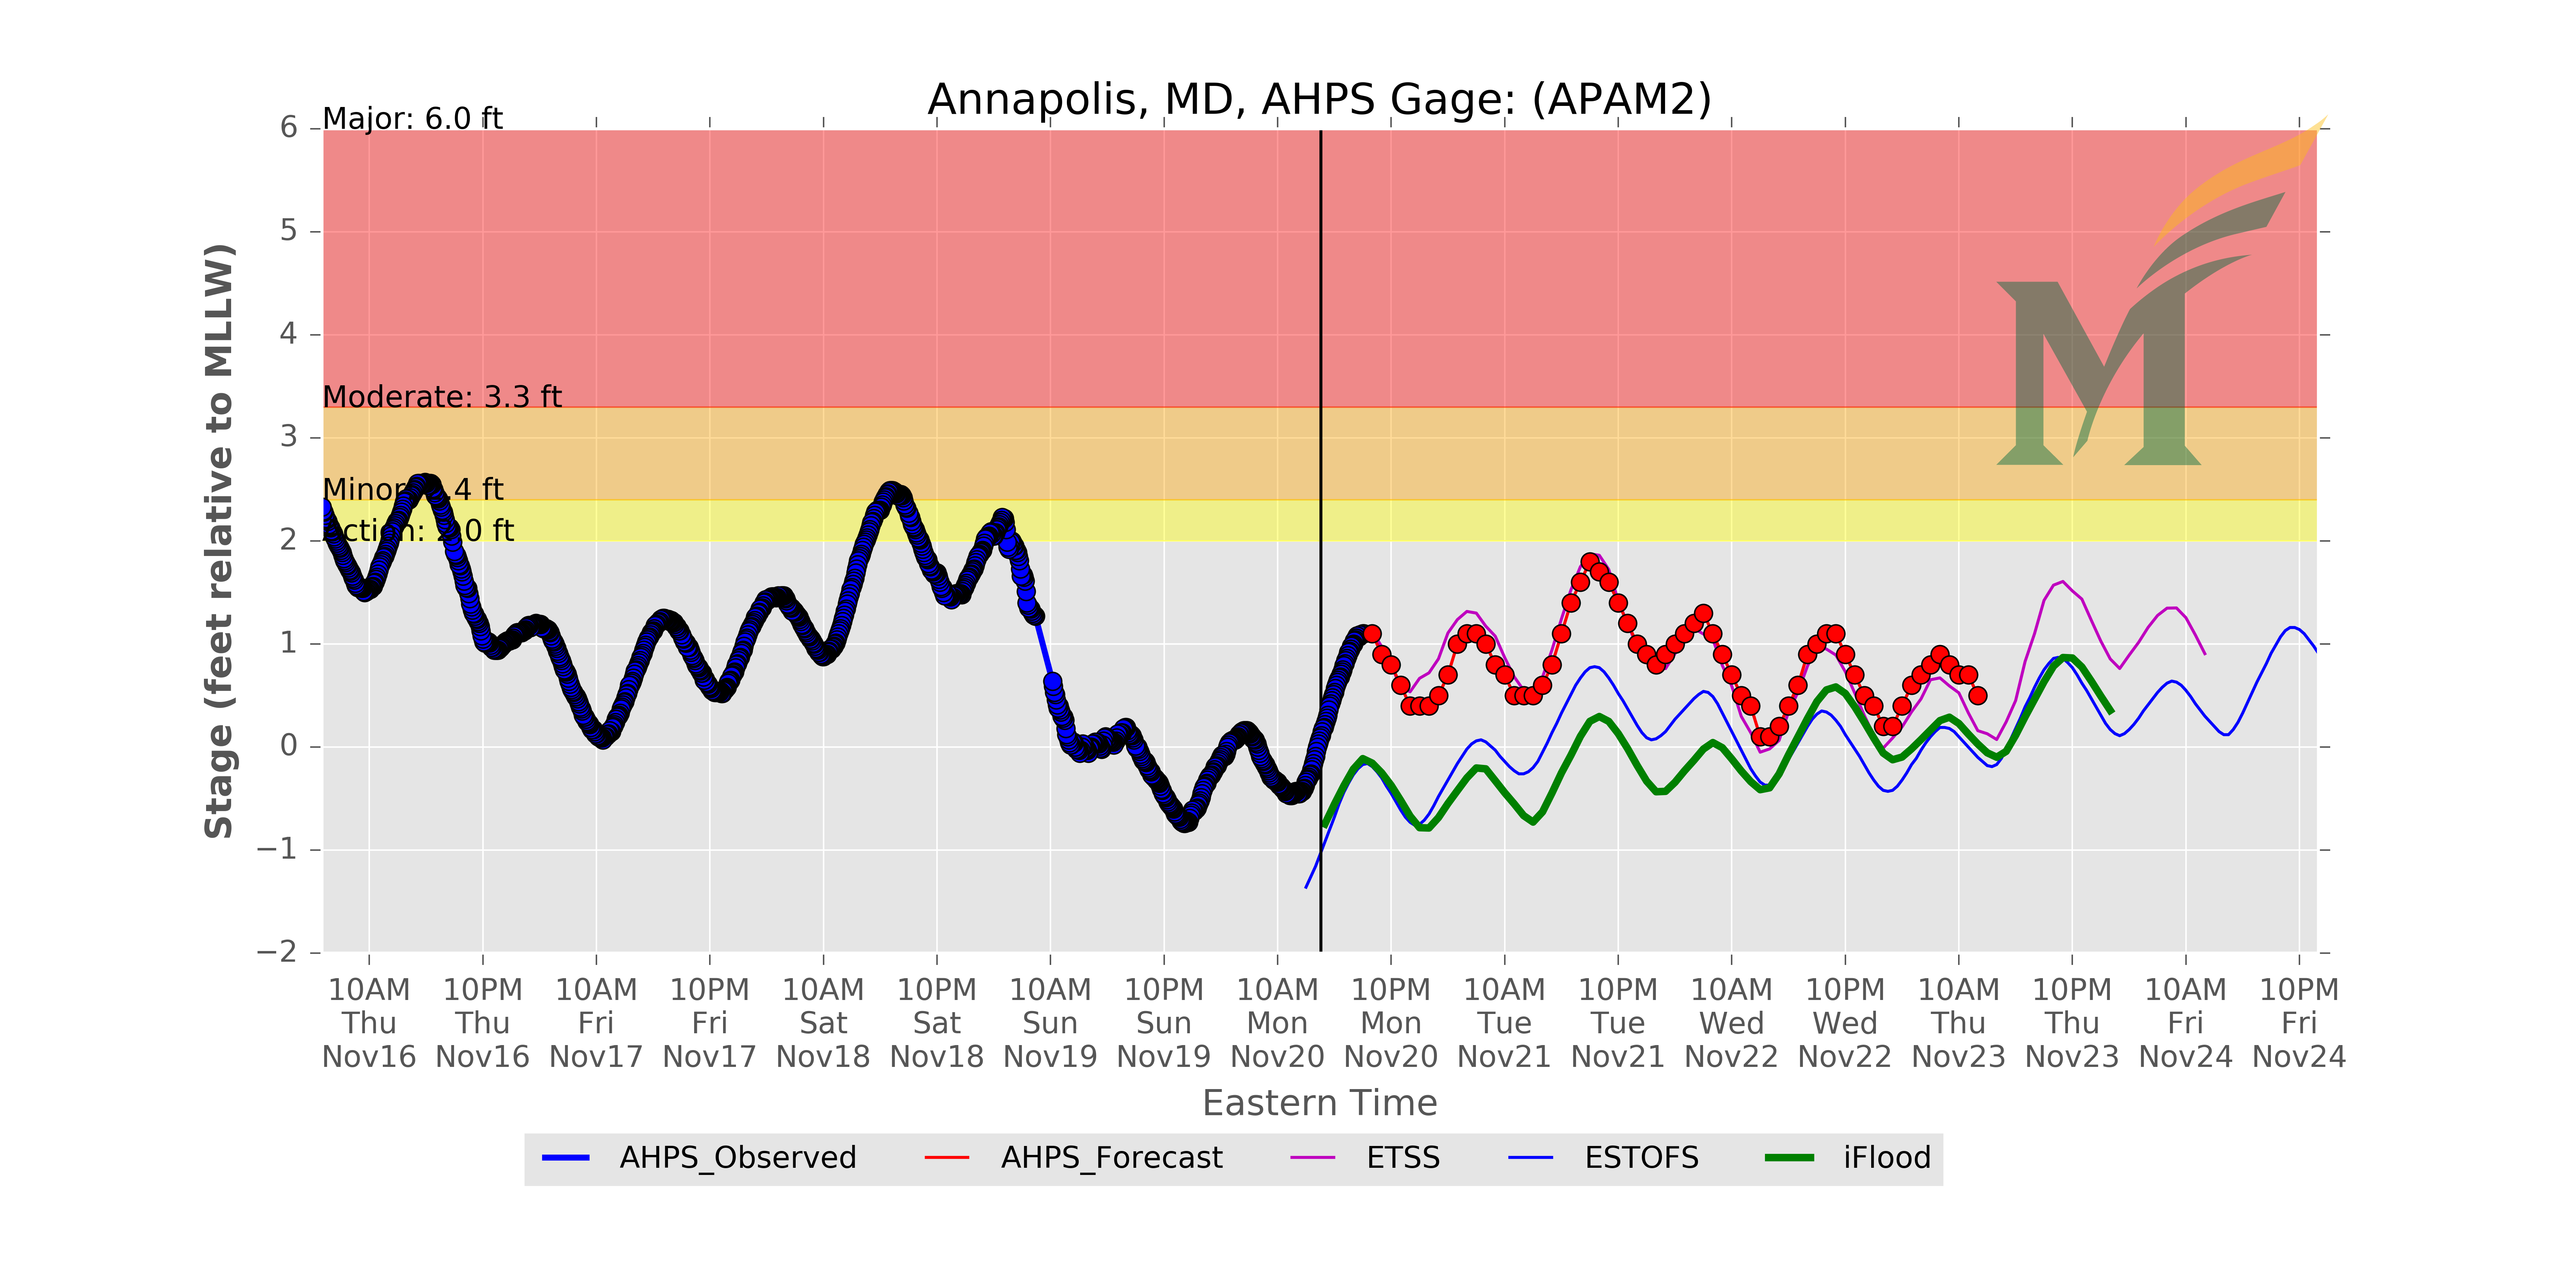 Annapolis, MD, AHPS Gage: (APAM2)
Major: 6.0 ft
Moderate: 3.3 ft
Minor: 2.4 ft
Action: 2.0 ft
Stage (feet relative to MLLW)
6
5
4
3
2
1
0
−1
−2
10AM 10PM 10AM 10PM 10AM 10PM 10AM 10PM 10AM 10PM 10AM 10PM 10AM 10PM 10AM 10PM 10AM 10PM
Thu Thu Fri Fri Sat Sat Sun Sun Mon Mon Tue Tue Wed Wed Thu Thu Fri Fri
Nov16 Nov16 Nov17 Nov17 Nov18 Nov18 Nov19 Nov19 Nov20 Nov20 Nov21 Nov21 Nov22 Nov22 Nov23 Nov23 Nov24 Nov24
Eastern Time
AHPS_Observed AHPS_Forecast ETSS ESTOFS iFlood
M